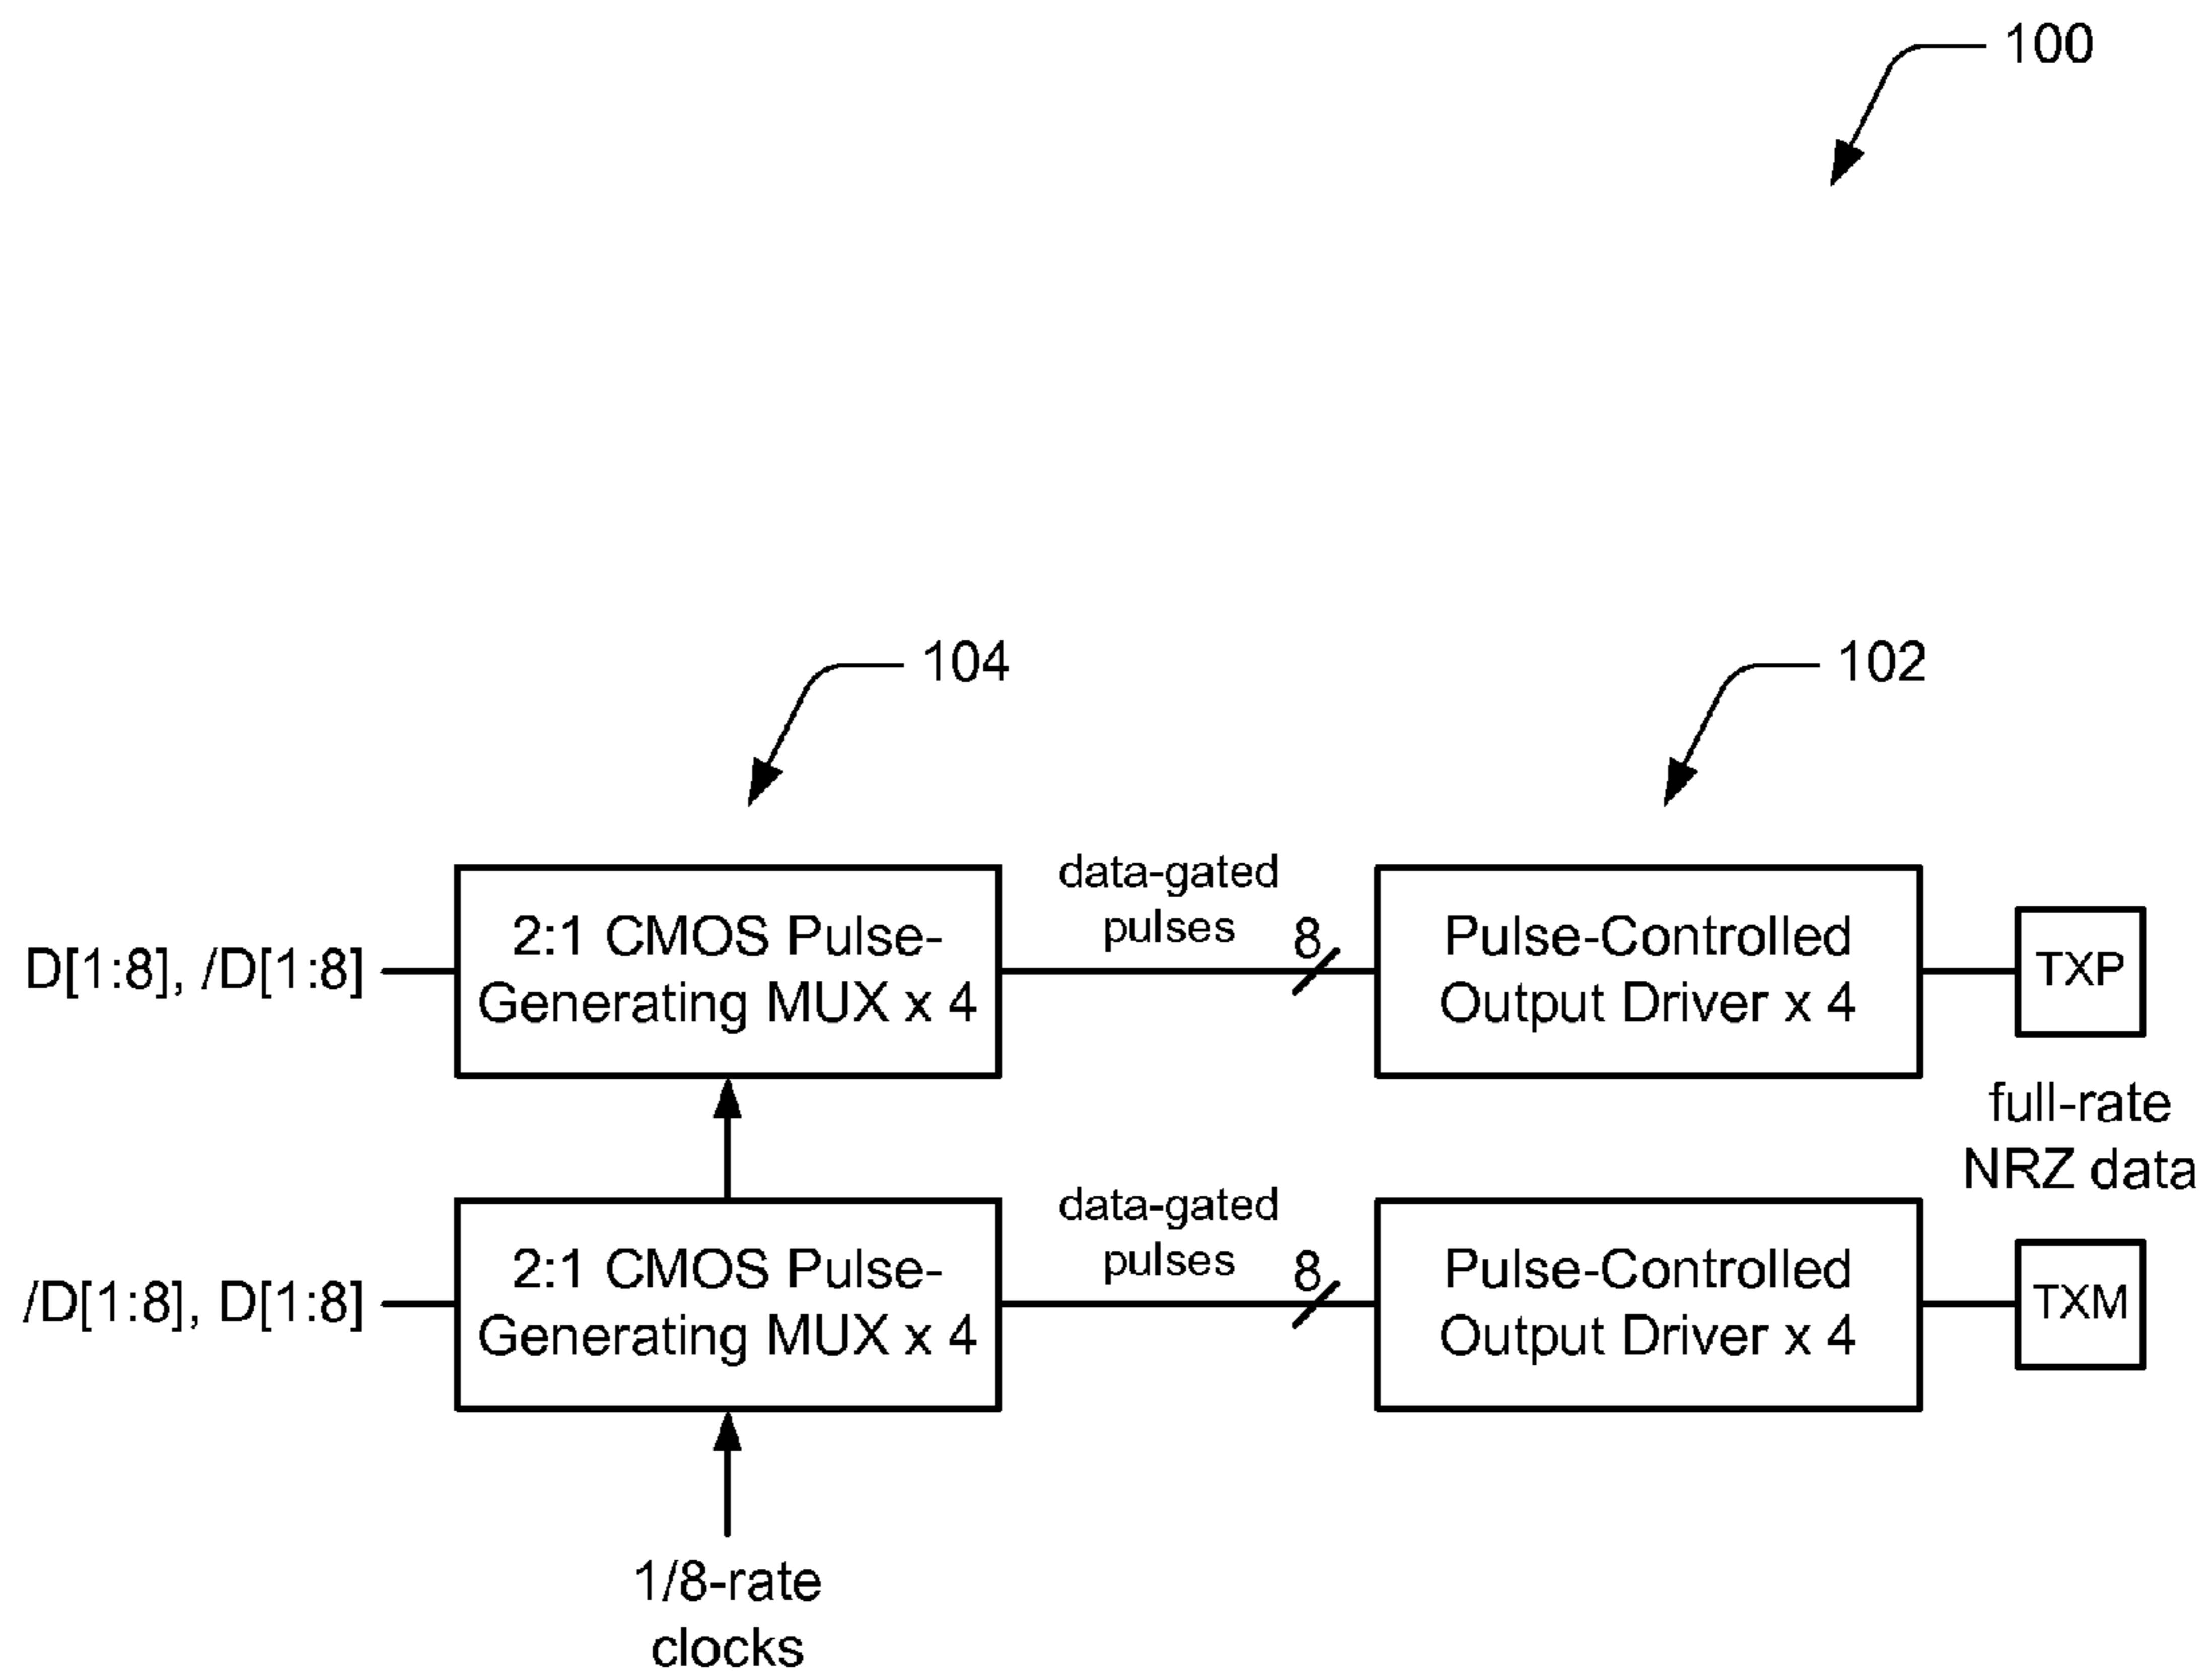 100
104
102
data-gated
pulses
8
D[1:8], /D[1:8]
2:1 CMOS Pulse-
Generating MUX x 4
Pulse-Controlled
Output Driver x 4
TXP
full-rate
NRZ data
data-gated
pulses
8
/D[1:8], D[1:8]
2:1 CMOS Pulse-
Generating MUX x 4
Pulse-Controlled
Output Driver x 4
TXM
1/8-rate
clocks